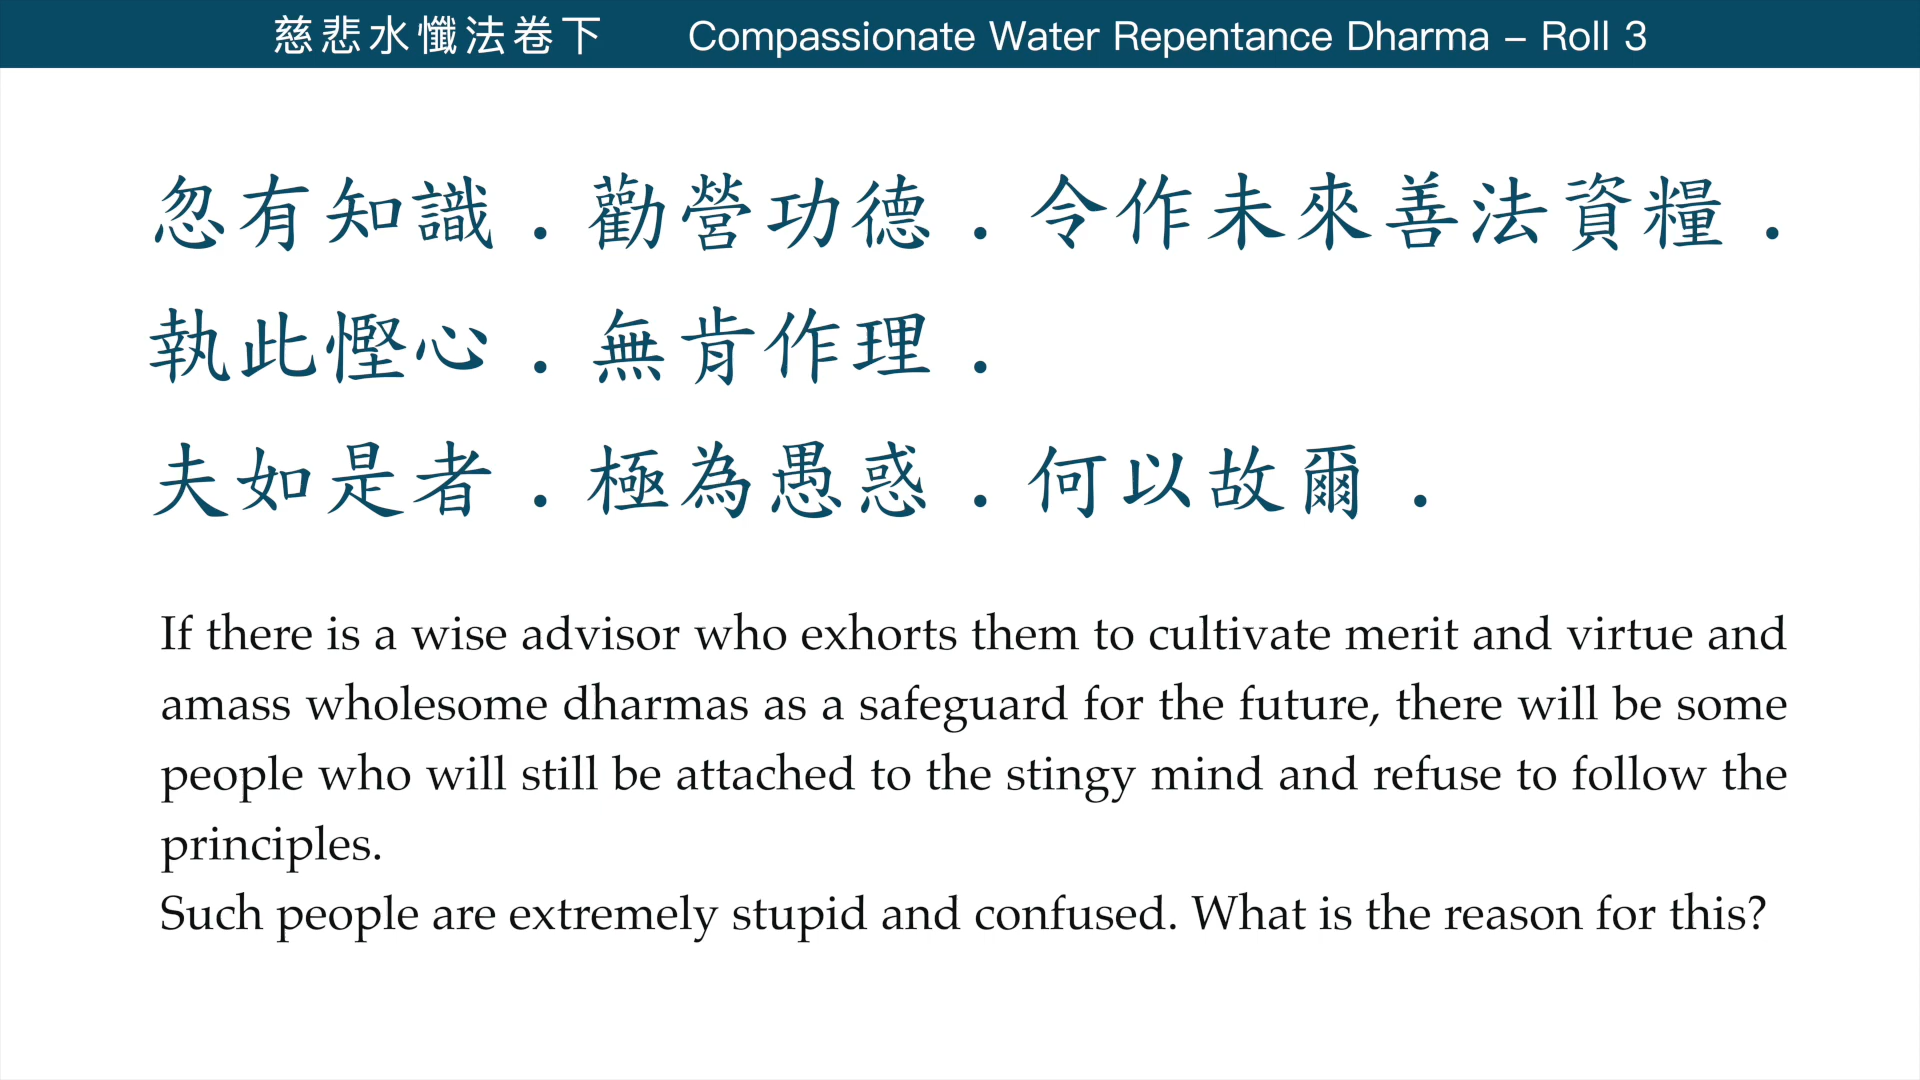 慈悲水懺法卷下 Compassionate Water Repentance Dharma – Roll 3
忽有知識．勸營功德．令作未來善法資糧．
執此慳心．無肯作理．
夫如是者．極為愚惑．何以故爾．
If there is a wise advisor who exhorts them to cultivate merit and virtue and
amass wholesome dharmas as a safeguard for the future, there will be some
people who will still be attached to the stingy mind and refuse to follow the
principles.
Such people are extremely stupid and confused. What is the reason for this?